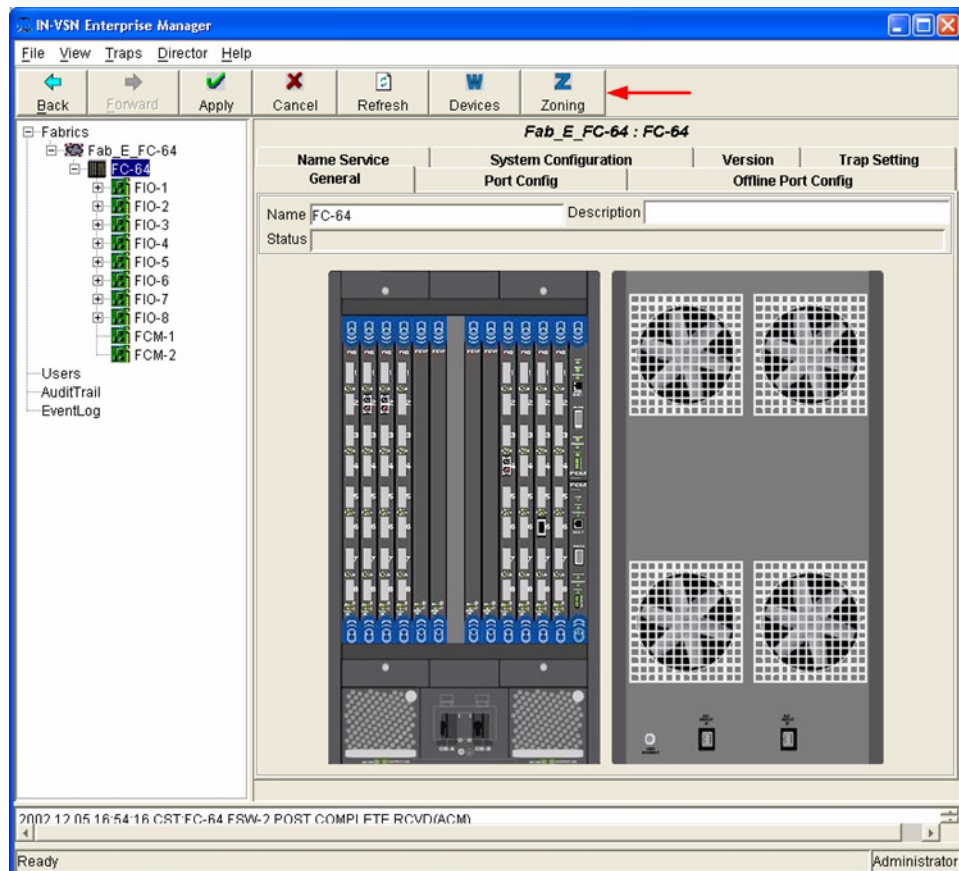 IN-VSN Enterprise Manager
File View Traps Director Help
Back Forward Apply Cancel Refresh Devices Zoning
Fabrics
Fab_E_FC-64
FC-64
FIO-1
FIO-2
FIO-3
FIO-4
FIO-5
FIO-6
FIO-7
FIO-8
FCM-1
FCM-2
Users
AuditTrail
EventLog
Fab_E_FC-64 : FC-64
Name Service System Configuration Version Trap Setting
General Port Config Offline Port Config
Name FC-64 Description
Status
2002.12.05 16:54:16 CST:FC-64 FSW-2 POST COMPLETE RCVD(ACM)
Ready Administrator